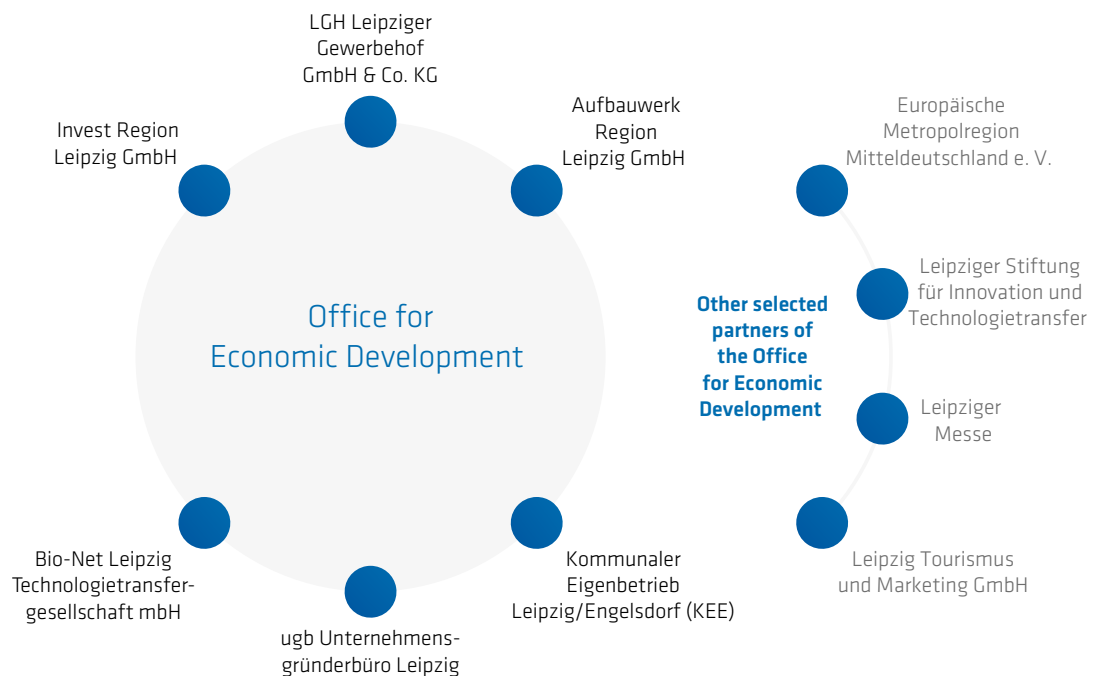 LGH Leipziger
Gewerbehof
GmbH & Co. KG
Aufbauwerk
Region
Leipzig GmbH
Invest Region
Leipzig GmbH
Office for
Economic Development
Bio-Net Leipzig
Technologietransfer-
gesellschaft mbH
ugb Unternehmens-
gründerbüro Leipzig
Kommunaler
Eigenbetrieb
Leipzig/Engelsdorf (KEE)
Other selected
partners of
the Office
for Economic
Development
Europäische
Metropolregion
Mitteldeutschland e. V.
Leipziger Stiftung
für Innovation und
Technologietransfer
Leipziger
Messe
Leipzig Tourismus
und Marketing GmbH